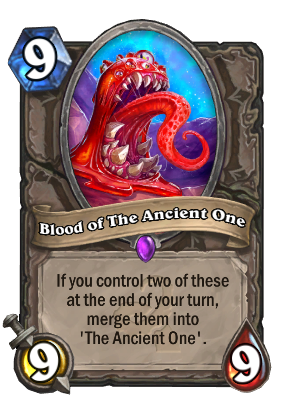 9
Blood of The Ancient One
If you control two of these
at the end of your turn,
merge them into
'The Ancient One'.
9
9